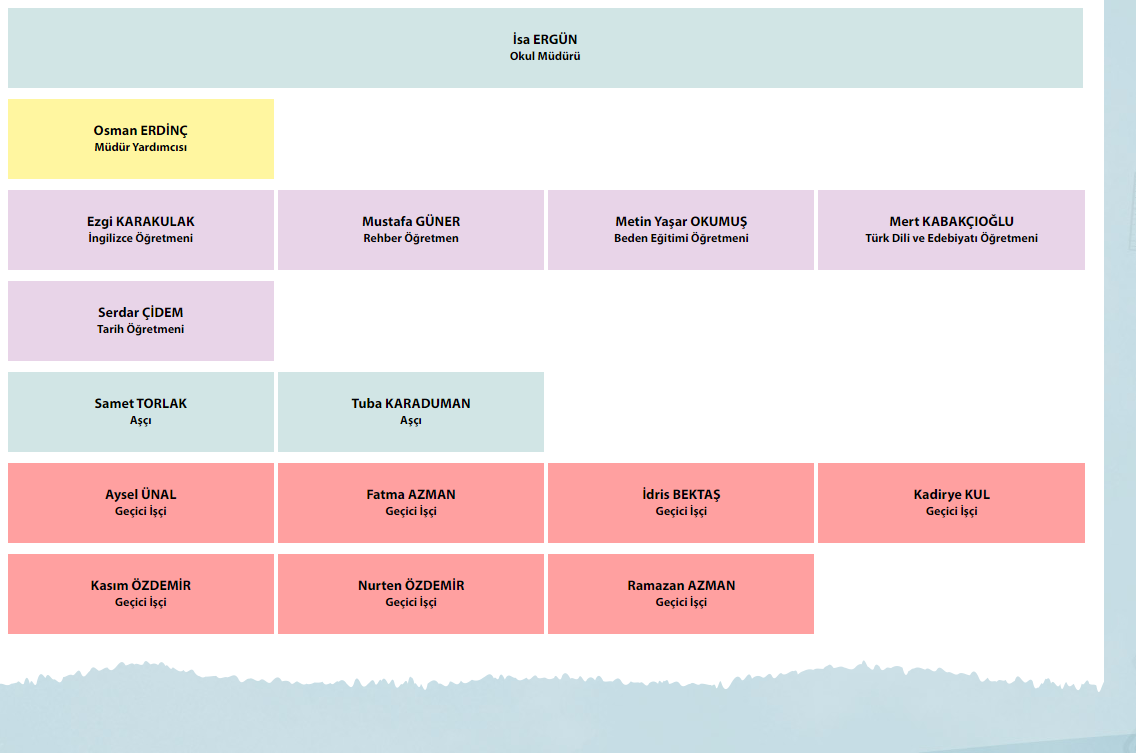 İsa ERGÜN
Okul Müdürü
Osman ERDİNÇ
Müdür Yardımcısı
Ezgi KARAKULAK
İngilizce Öğretmeni
Mustafa GÜNER
Rehber Öğretmen
Metin Yaşar OKUMUŞ
Beden Eğitimi Öğretmeni
Mert KABAKÇIOĞLU
Türk Dili ve Edebiyatı Öğretmeni
Serdar ÇİDEM
Tarih Öğretmeni
Samet TORLAK
Aşçı
Tuba KARADUMAN
Aşçı
Aysel ÜNAL
Geçici İşçi
Fatma AZMAN
Geçici İşçi
İdris BEKTAŞ
Geçici İşçi
Kadirye KUL
Geçici İşçi
Kasım ÖZDEMİR
Geçici İşçi
Nurten ÖZDEMİR
Geçici İşçi
Ramazan AZMAN
Geçici İşçi